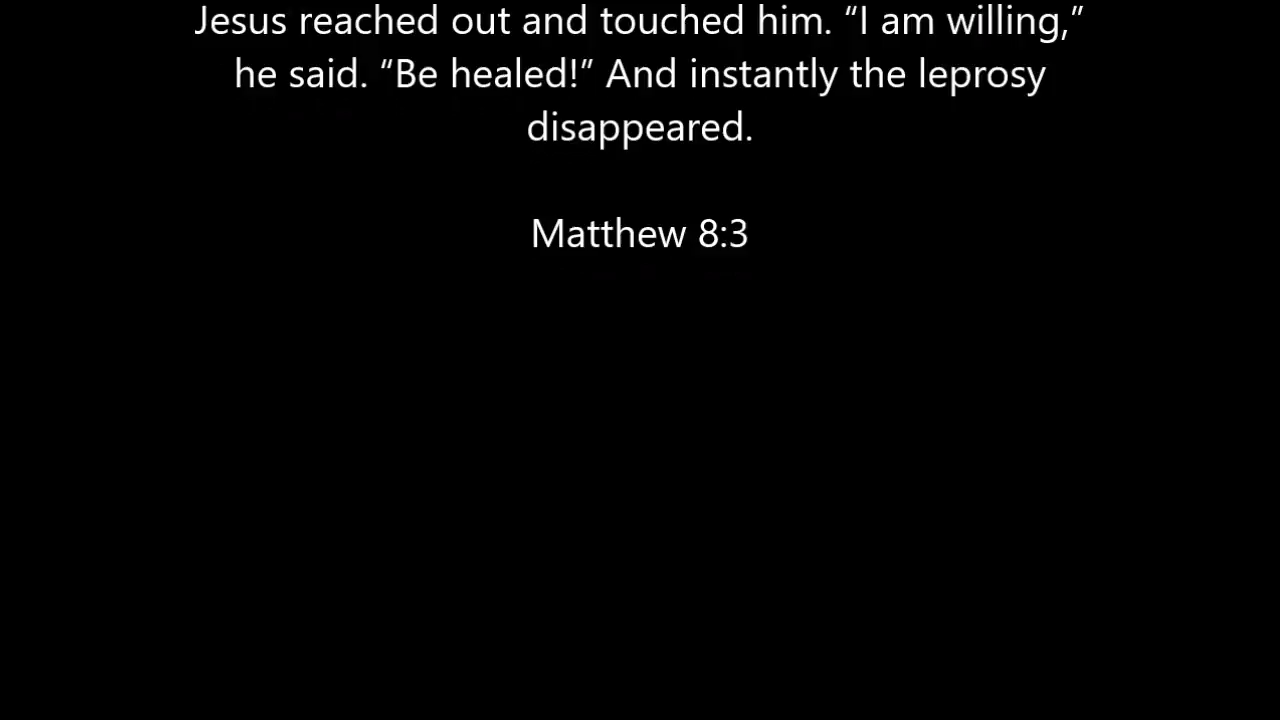 Jesus reached out and touched him. “I am willing,”
he said. “Be healed!” And instantly the leprosy
disappeared.
Matthew 8:3